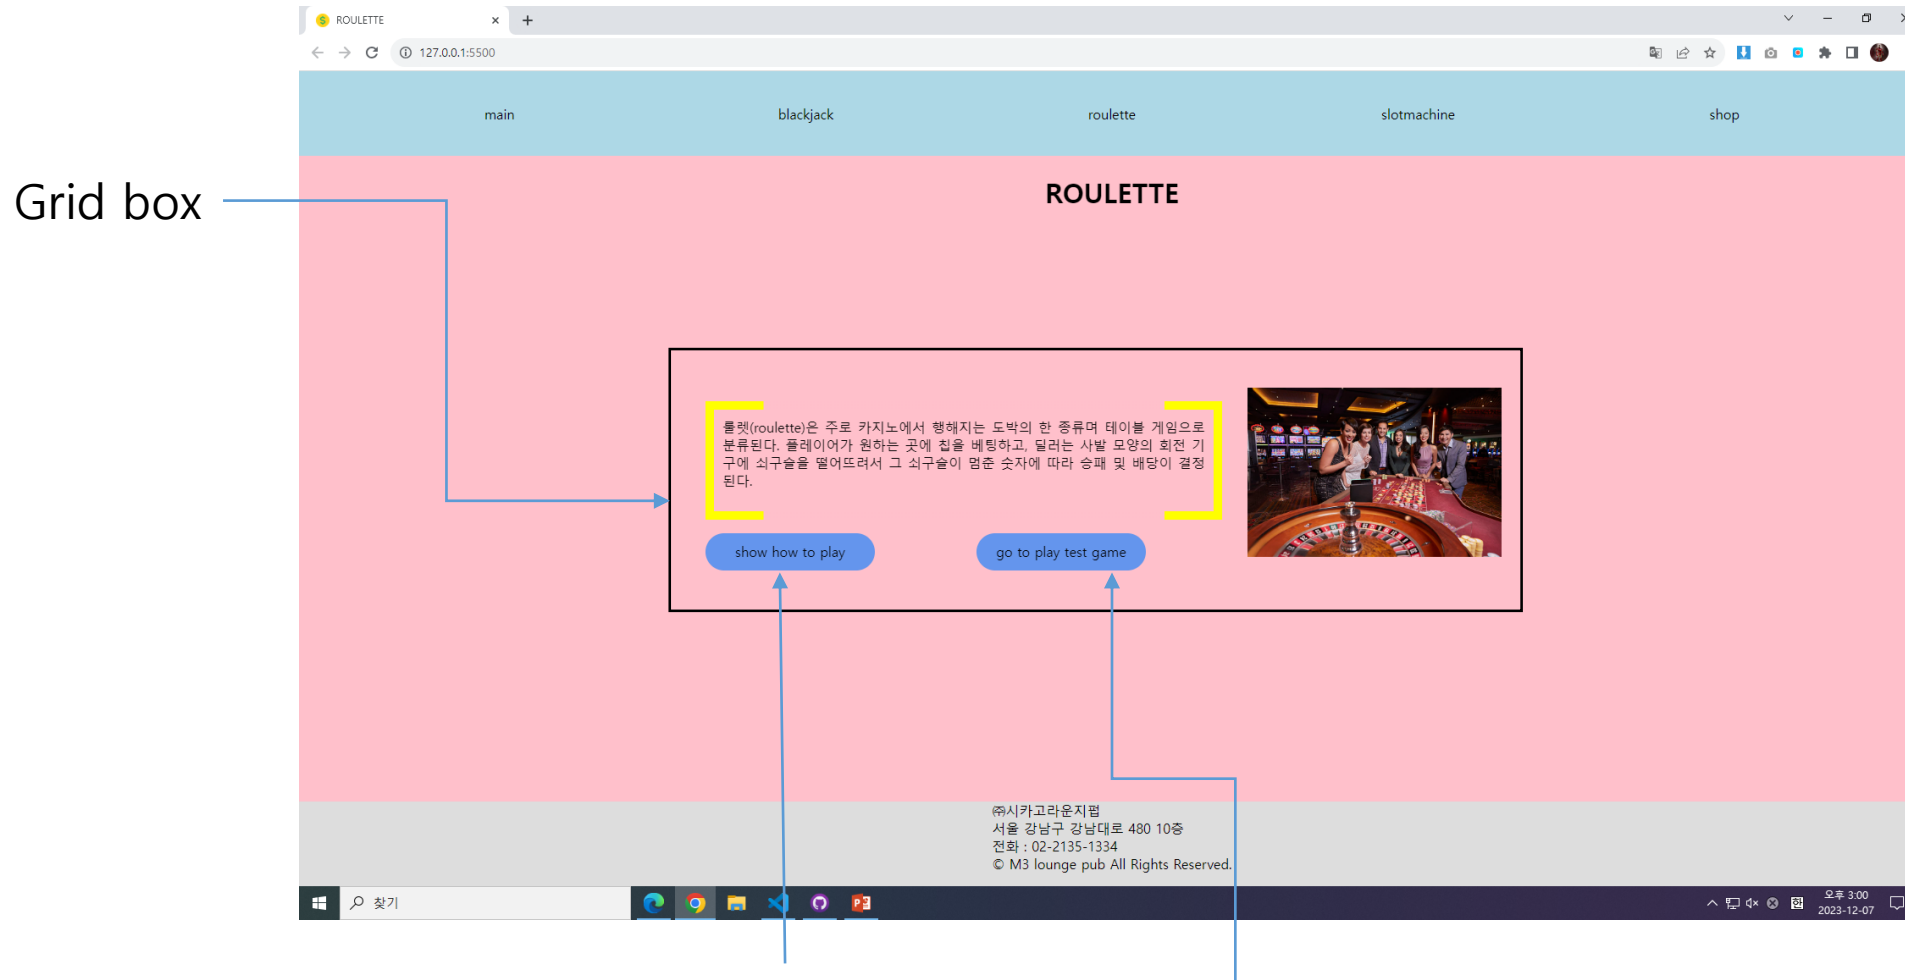 ROULETTE
127.0.0.1:5500
main
blackjack
roulette
slotmachine
shop
Grid box
ROULETTE
룰렛(roulette)은 주로 카지노에서 행해지는 도박의 한 종류며 테이블 게임으로
분류된다. 플레이어가 원하는 곳에 칩을 베팅하고, 딜러는 사발 모양의 회전 기
구에 쇠구슬을 떨어뜨려서 그 쇠구슬이 멈춘 숫자에 따라 승패 및 배당이 결정
된다.
show how to play
go to play test game
㈜시카고라운지펍
서울 강남구 강남대로 480 10층
전화 : 02-2135-1334
© M3 lounge pub All Rights Reserved.
찾기
한
오후 3:00
2023-12-07